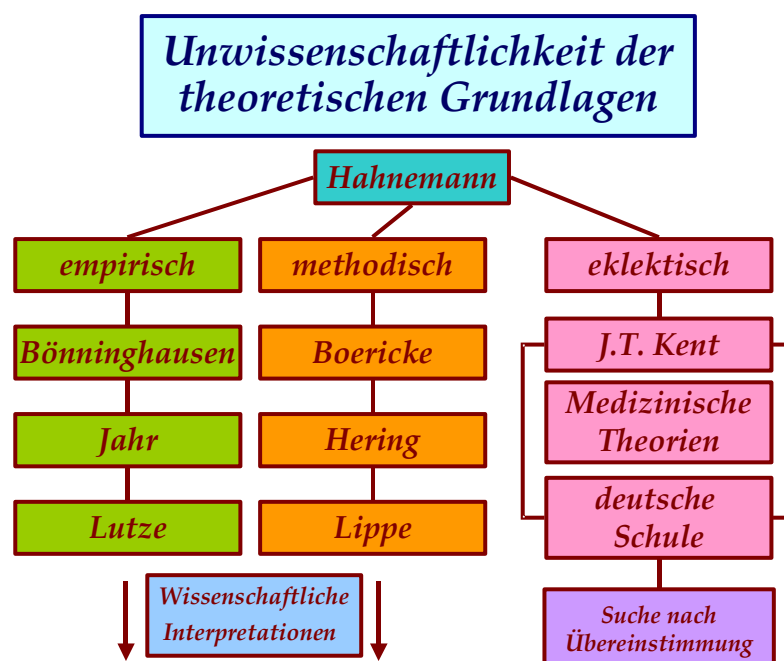 Unwissenschaftlichkeit der
theoretischen Grundlagen
Hahnemann
empirisch
methodisch
eklektisch
Bönninghausen
Boericke
J.T. Kent
Medizinische
Theorien
Jahr
Hering
Lutze
Lippe
deutsche
Schule
Wissenschaftliche
Interpretationen
Suche nach
Übereinstimmung